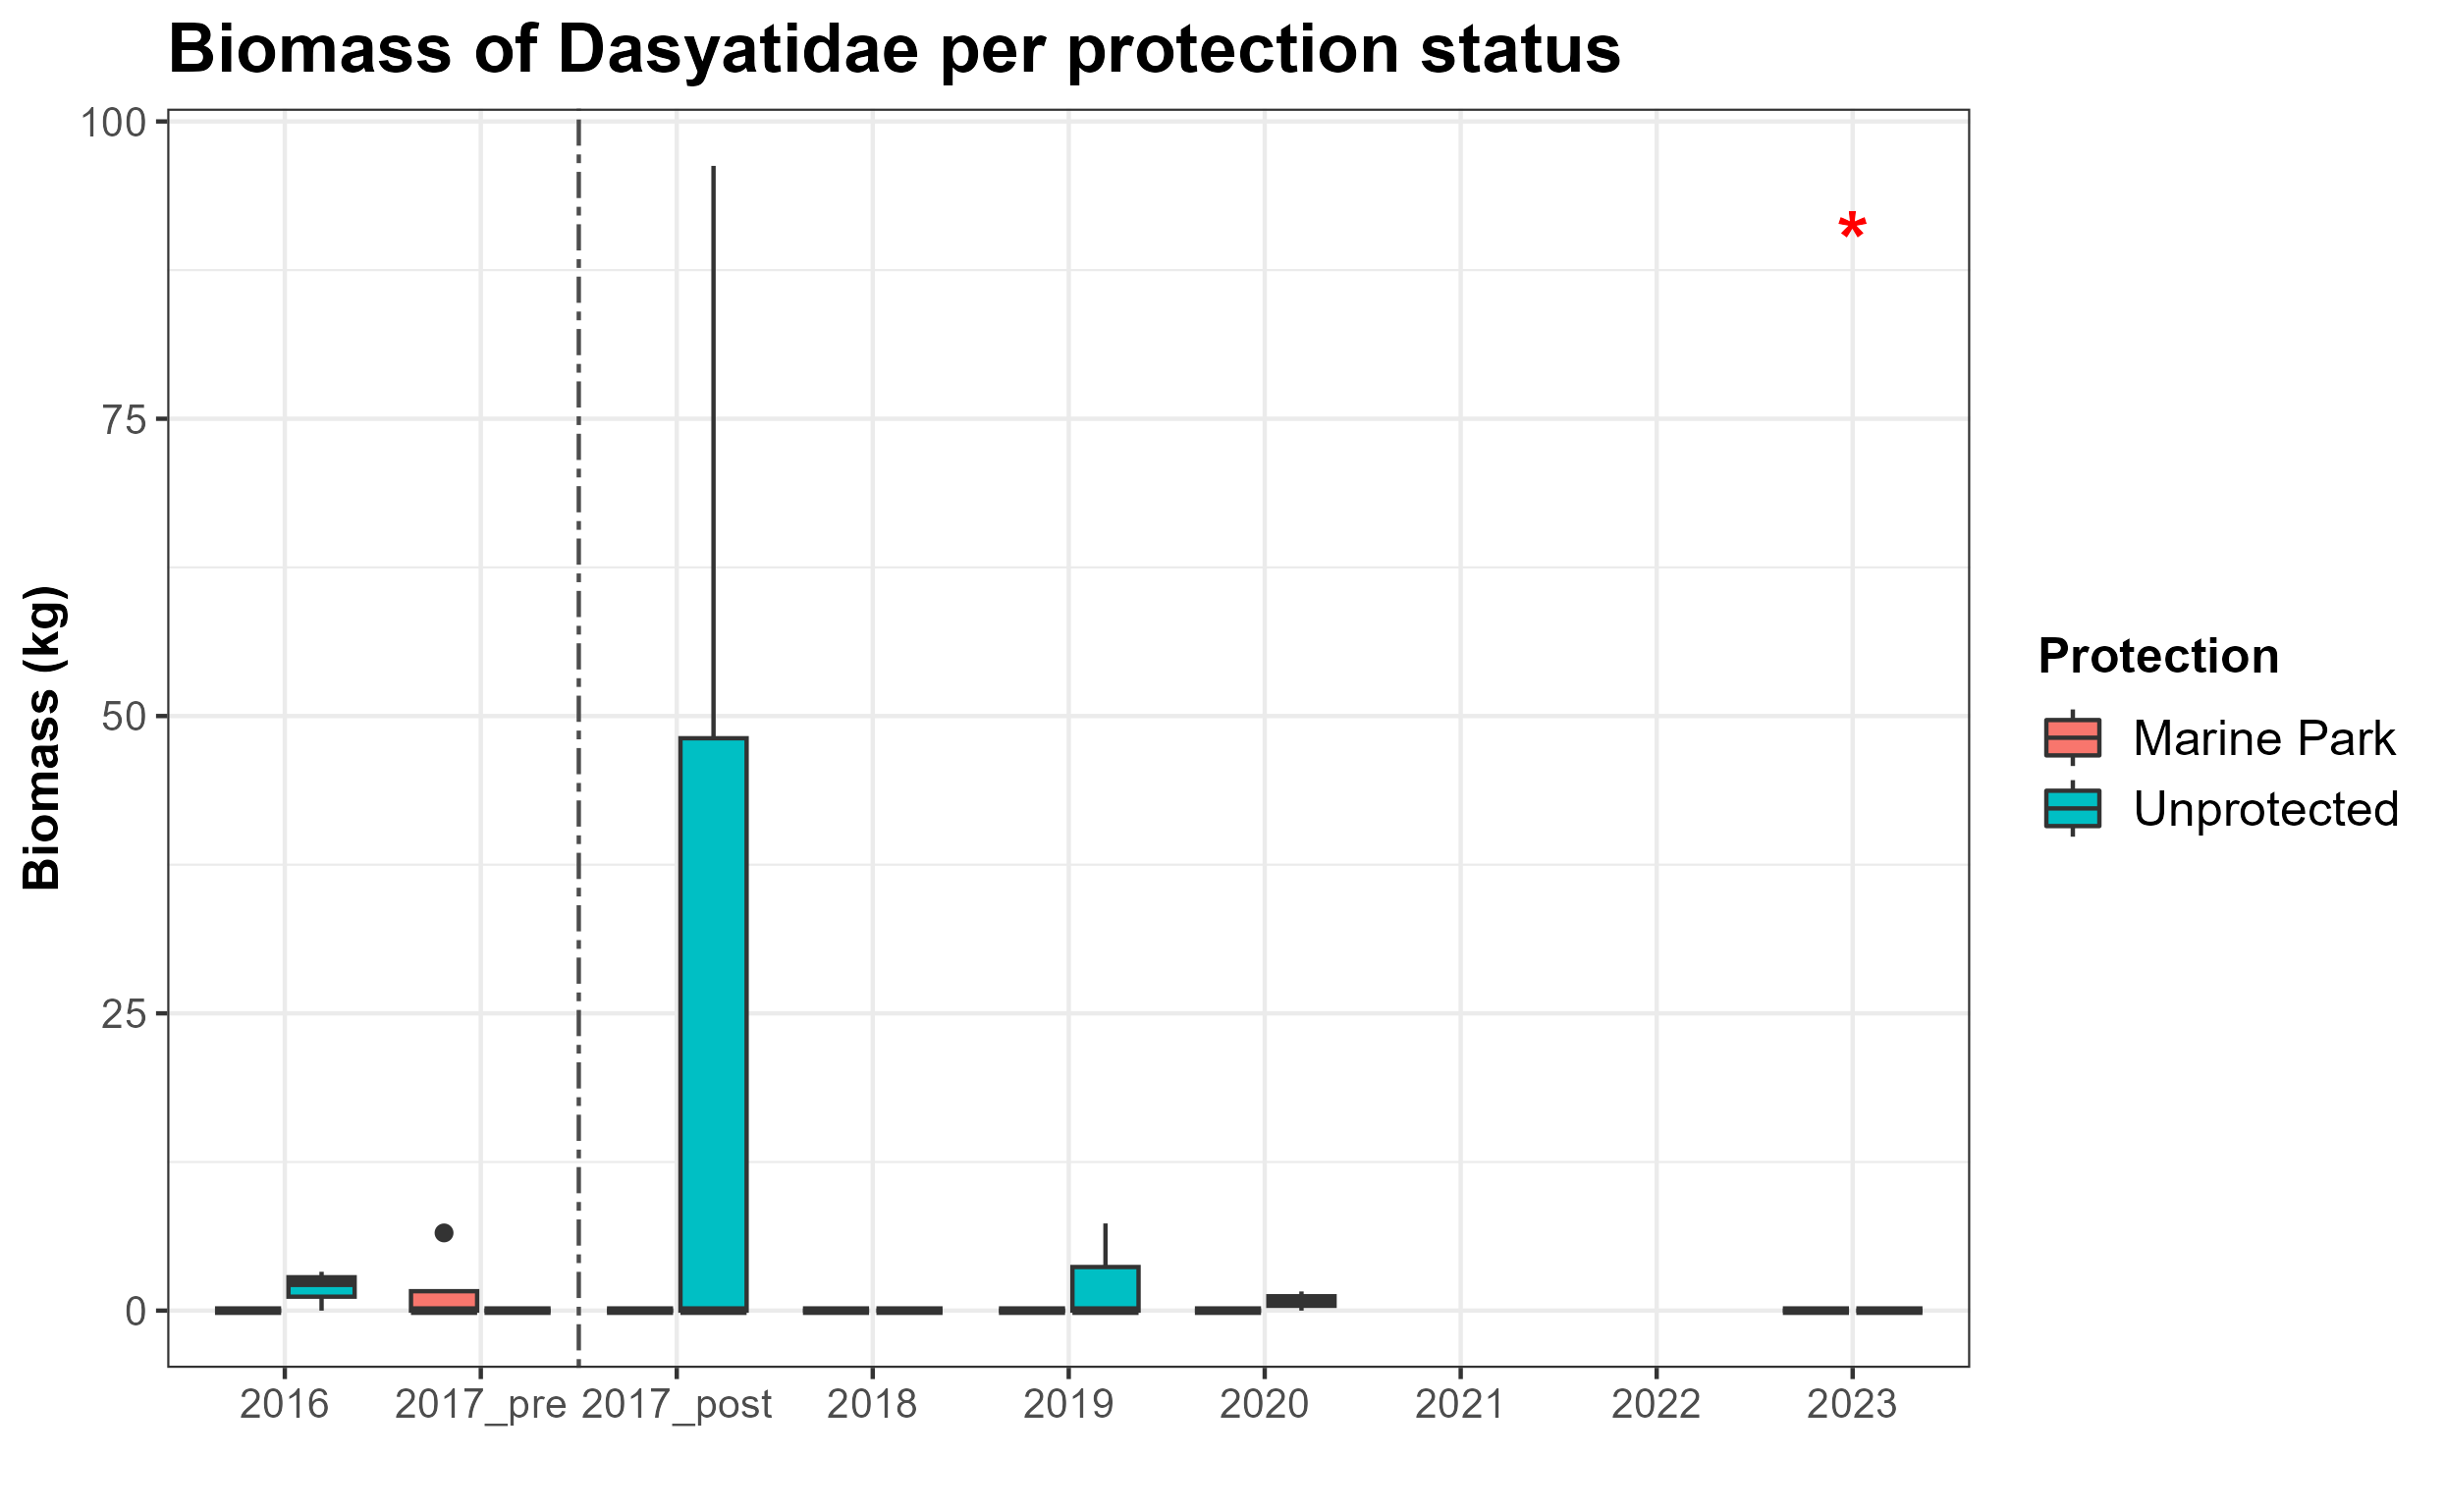 Biomass of Dasyatidae per protection status
100
75
50
25
0
Biomass (kg)
*
2016 2017_pre 2017_post 2018 2019 2020 2021 2022 2023
Protection
Marine Park
Unprotected